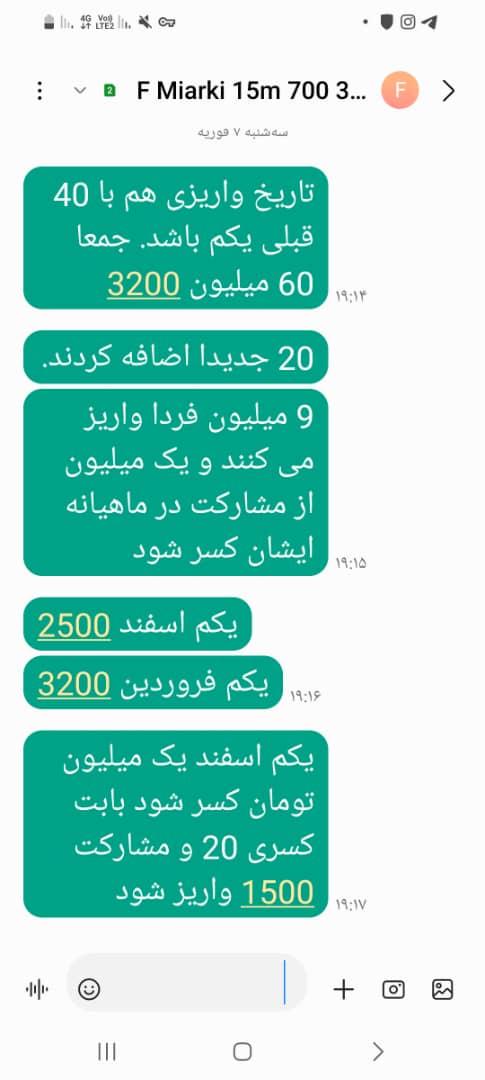 4G VoD LTE2
F Miarki 15m 700 3...
2
F
سه‌شنبه ۷ فوریه
تاریخ واریزی هم با 40
قبلی یکم باشد. جمعا
60 میلیون 3200
۱۹:۱۴
20 جدیدا اضافه کردند.
9 میلیون فردا واریز
می کنند و یک میلیون
از مشارکت در ماهیانه
ایشان کسر شود
۱۹:۱۵
یکم اسفند 2500
یکم فروردین 3200
۱۹:۱۶
یکم اسفند یک میلیون
تومان کسر شود بابت
کسری 20 و مشارکت
1500 واریز شود
۱۹:۱۷